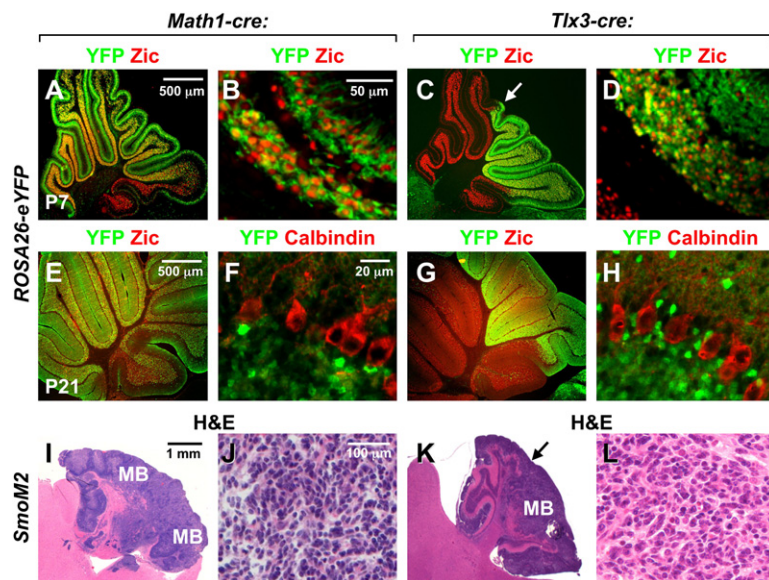 Math1-cre: Tlx3-cre:
YFP Zic YFP Zic YFP Zic YFP Zic
A 500 μm B 50 μm C D
P7
ROSA26-eYFP
YFP Zic YFP Calbindin YFP Zic YFP Calbindin
E 500 μm F 20 μm G H
P21
H&E H&E
I 1 mm J 100 μm K L
MB MB
MB
SmoM2